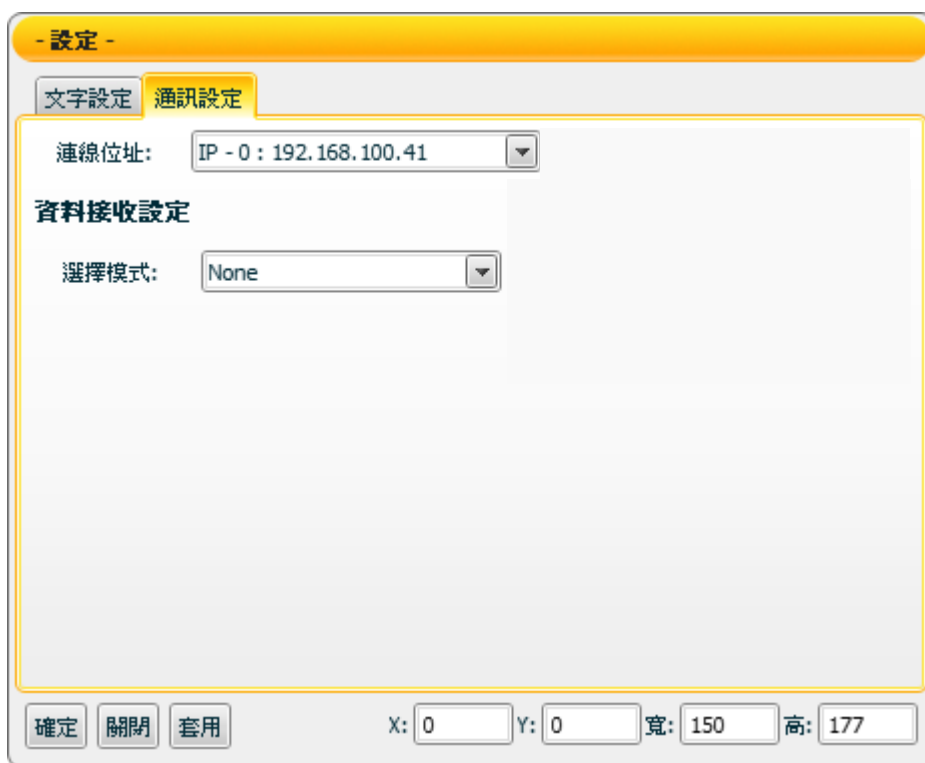 - 設定 -
文字設定 通訊設定
連線位址: IP - 0 : 192.168.100.41
資料接收設定
選擇模式: None
確定 關閉 套用 X: 0 Y: 0 寬: 150 高: 177